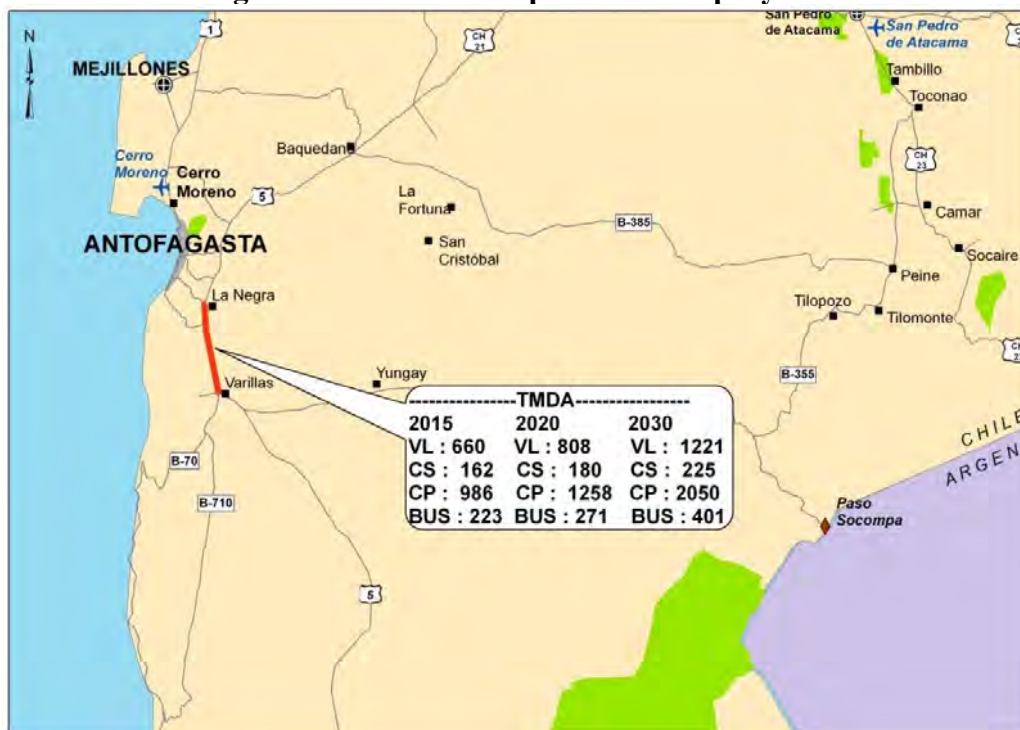 N
1
CH
21
San Pedro
de Atacama
San Pedro
de Atacama
MEJILLONES
Tambillo
Toconao
Baquedano
Cerro
Moreno
Cerro
Moreno
5
CH
23
La
Fortuna
Camar
B-385
ANTOFAGASTA
San
Cristóbal
Socaire
Peine
La Negra
Tilopozo
Tilomonte
CH
B-355
Yungay
Varillas
----------------TMDA-----------------
2015 2020 2030
VL : 660 VL : 808 VL : 1221
CS : 162 CS : 180 CS : 225
CP : 986 CP : 1258 CP : 2050
BUS : 223 BUS : 271 BUS : 401
CHILE
B-70
B-710
Paso
Socompa
5